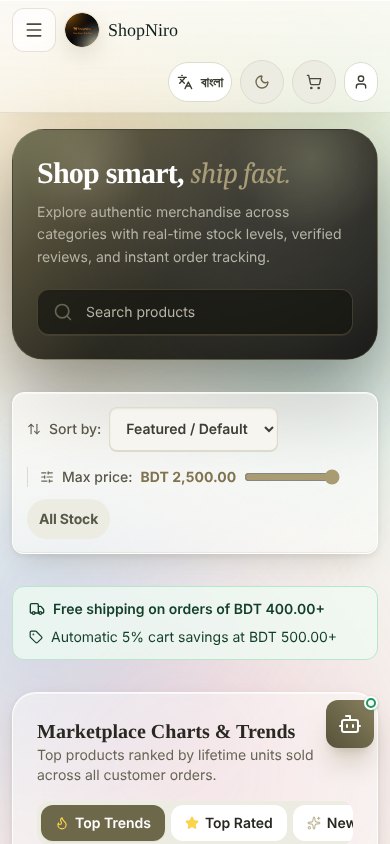 ShopNiro
বাংলা
Shop smart, ship fast.
Explore authentic merchandise across
categories with real-time stock levels, verified
reviews, and instant order tracking.
Search products
Sort by: Featured / Default
Max price: BDT 2,500.00
All Stock
Free shipping on orders of BDT 400.00+
Automatic 5% cart savings at BDT 500.00+
Marketplace Charts & Trends
Top products ranked by lifetime units sold
across all customer orders.
Top Trends Top Rated New